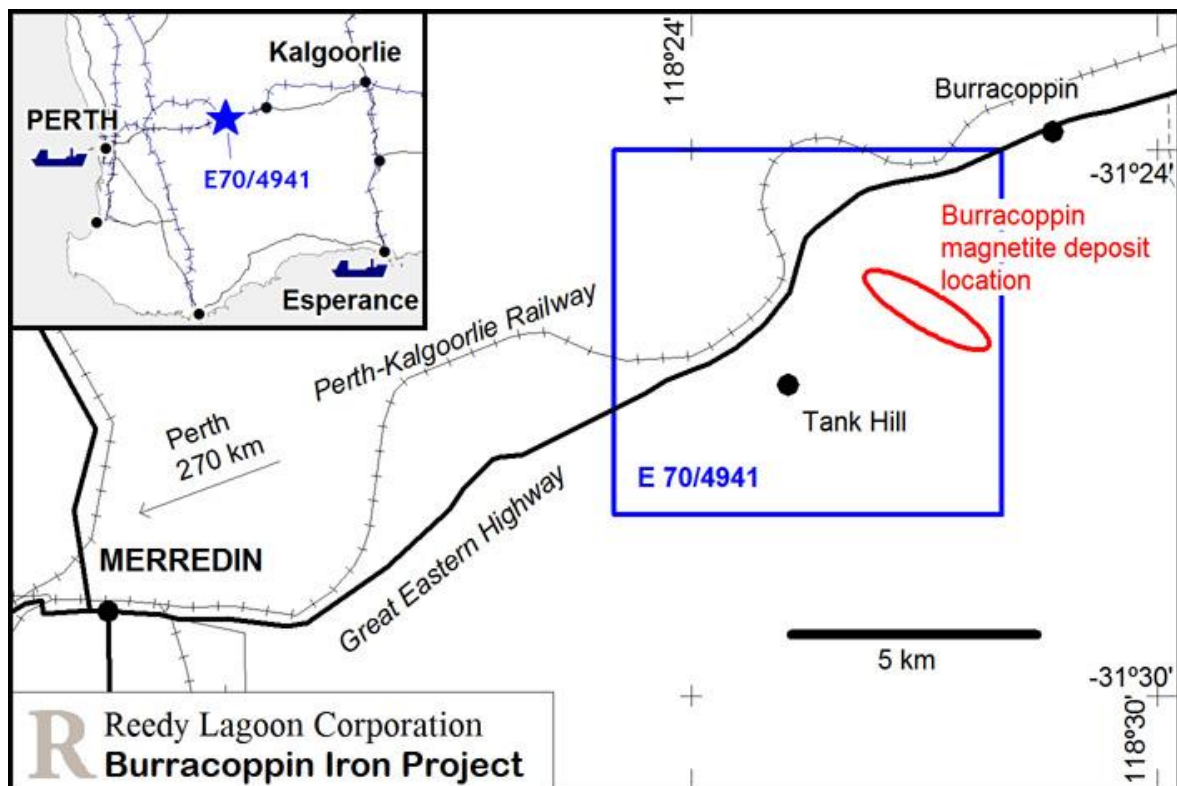 Kalgoorlie
PERTH
E70/4941
Esperance
118º24'
Burracoppin
-31º24'
Burracoppin
magnetite deposit
location
Perth-Kalgoorlie Railway
Tank Hill
Perth
270 km
E 70/4941
MERREDIN
Great Eastern Highway
5 km
-31º30'
118º30'
R Reedy Lagoon Corporation
Burracoppin Iron Project